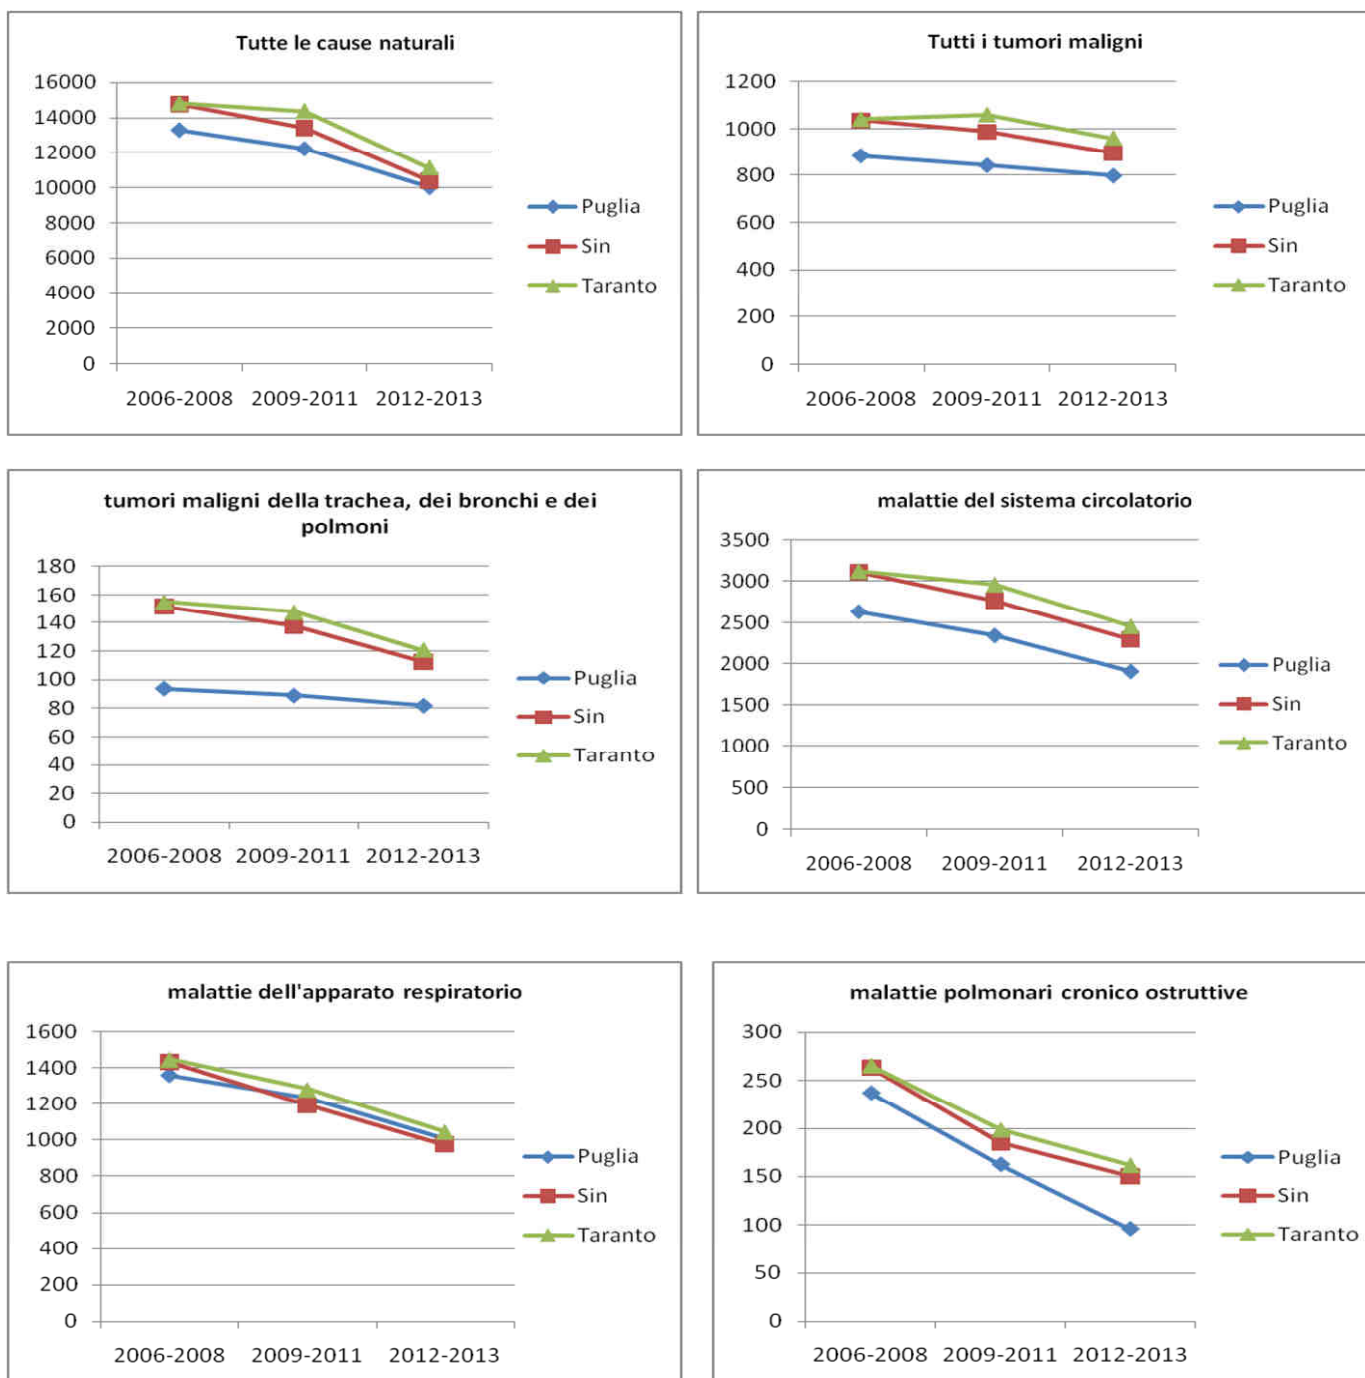 Tutte le cause naturali
16000
14000
12000
10000
8000
6000
4000
2000
0
2006-2008 2009-2011 2012-2013
Puglia
Sin
Taranto
Tutti i tumori maligni
1200
1000
800
600
400
200
0
2006-2008 2009-2011 2012-2013
Puglia
Sin
Taranto
tumori maligni della trachea, dei bronchi e dei
polmoni
180
160
140
120
100
80
60
40
20
0
2006-2008 2009-2011 2012-2013
Puglia
Sin
Taranto
malattie del sistema circolatorio
3500
3000
2500
2000
1500
1000
500
0
2006-2008 2009-2011 2012-2013
Puglia
Sin
Taranto
malattie dell'apparato respiratorio
1600
1400
1200
1000
800
600
400
200
0
2006-2008 2009-2011 2012-2013
Puglia
Sin
Taranto
malattie polmonari cronico ostruttive
300
250
200
150
100
50
0
2006-2008 2009-2011 2012-2013
Puglia
Sin
Taranto